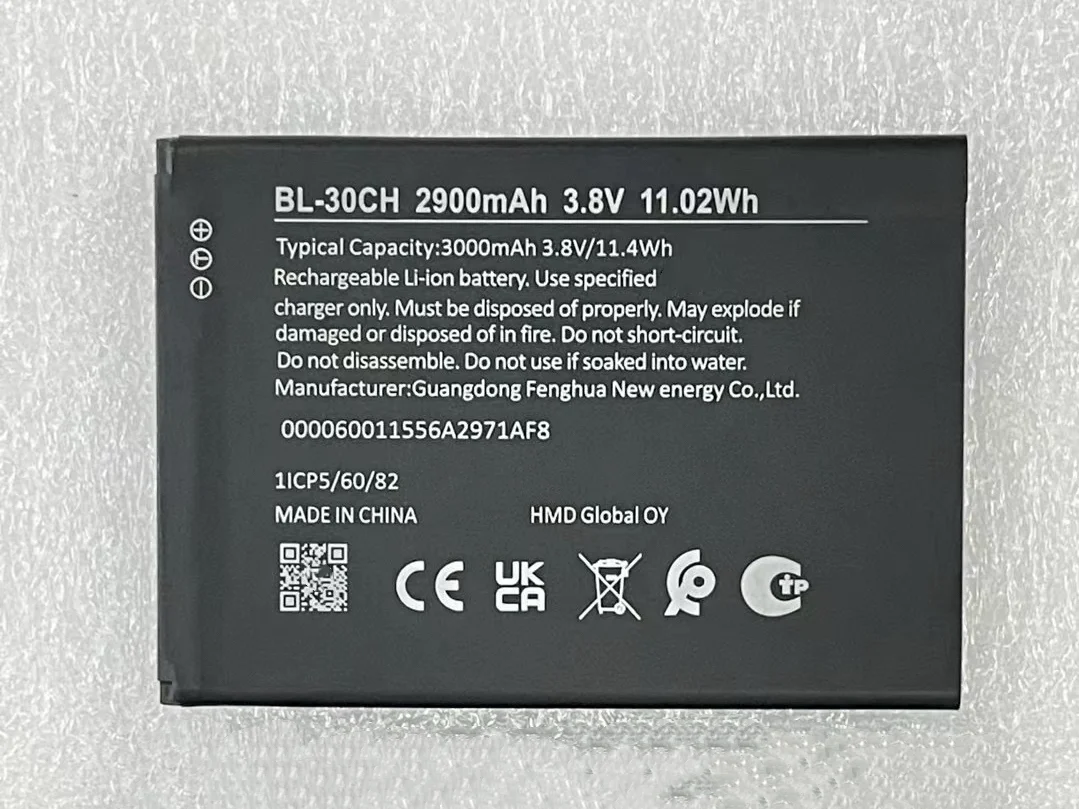 BL-30CH 2900mAh 3.8V 11.02Wh
Typical Capacity:3000mAh 3.8V/11.4Wh
Rechargeable Li-ion battery. Use specified
charger only. Must be disposed of properly. May explode if
damaged or disposed of in fire. Do not short-circuit.
Do not disassemble. Do not use if soaked into water.
Manufacturer:Guangdong Fenghua New energy Co.,Ltd.
000060011556A2971AF8
1ICP5/60/82
MADE IN CHINA HMD Global OY
CE UK CA CTP